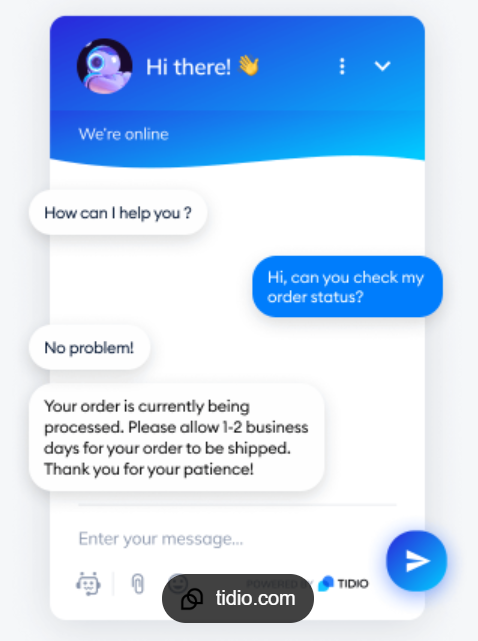 Hi there! 👋
We're online
How can I help you ?
Hi, can you check my
order status?
No problem!
Your order is currently being
processed. Please allow 1-2 business
days for your order to be shipped.
Thank you for your patience!
Enter your message...
POWERED BY TIDIO
tidio.com